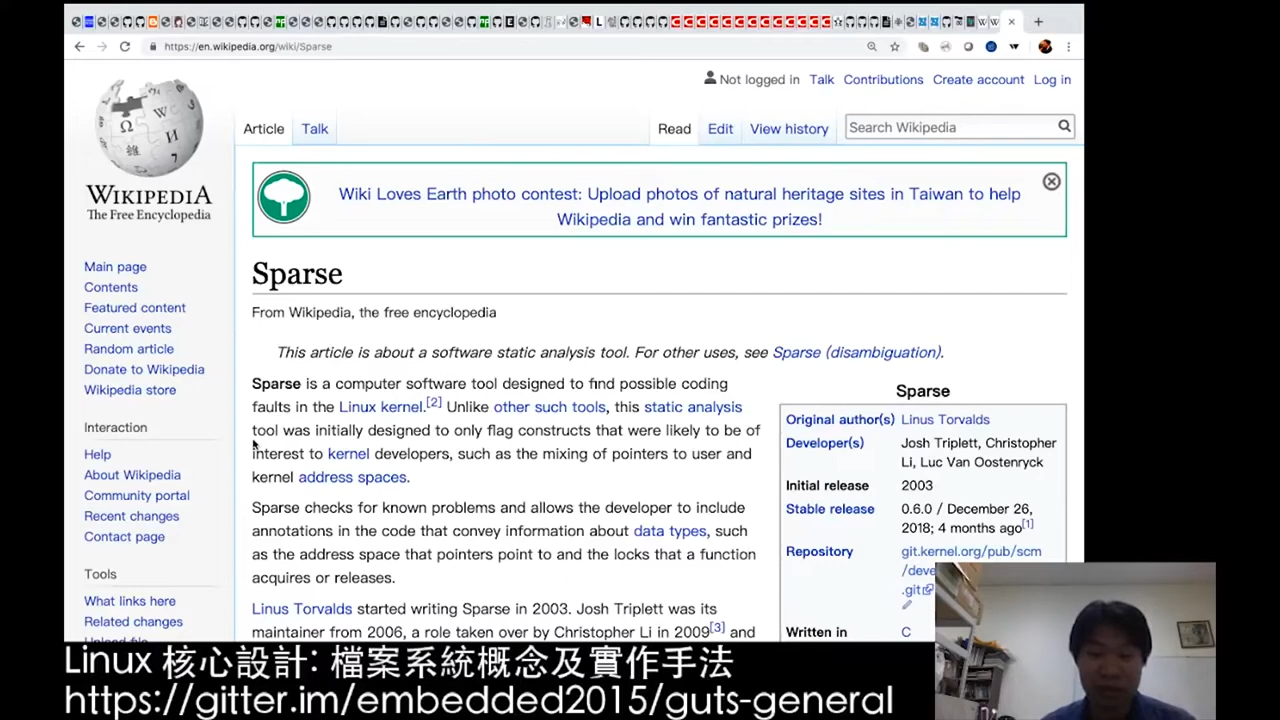 https://en.wikipedia.org/wiki/Sparse
Not logged in Talk Contributions Create account Log in
Article Talk Read Edit View history Search Wikipedia
WIKIPEDIA
The Free Encyclopedia
Wiki Loves Earth photo contest: Upload photos of natural heritage sites in Taiwan to help
Wikipedia and win fantastic prizes!
Main page
Contents
Featured content
Current events
Random article
Donate to Wikipedia
Wikipedia store
Interaction
Help
About Wikipedia
Community portal
Recent changes
Contact page
Tools
What links here
Related changes
Upload file
Sparse
From Wikipedia, the free encyclopedia
This article is about a software static analysis tool. For other uses, see Sparse (disambiguation).
Sparse is a computer software tool designed to find possible coding
faults in the Linux kernel.[2] Unlike other such tools, this static analysis
tool was initially designed to only flag constructs that were likely to be of
interest to kernel developers, such as the mixing of pointers to user and
kernel address spaces.
Sparse checks for known problems and allows the developer to include
annotations in the code that convey information about data types, such
as the address space that pointers point to and the locks that a function
acquires or releases.
Linus Torvalds started writing Sparse in 2003. Josh Triplett was its
maintainer from 2006, a role taken over by Christopher Li in 2009[3] and
Sparse
Original author(s) Linus Torvalds
Developer(s) Josh Triplett, Christopher
Li, Luc Van Oostenryck
Initial release 2003
Stable release 0.6.0 / December 26,
2018; 4 months ago[1]
Repository git.kernel.org/pub/scm
/deve
.git
Written in C
Linux 核心設計: 檔案系統概念及實作手法
https://gitter.im/embedded2015/guts-general